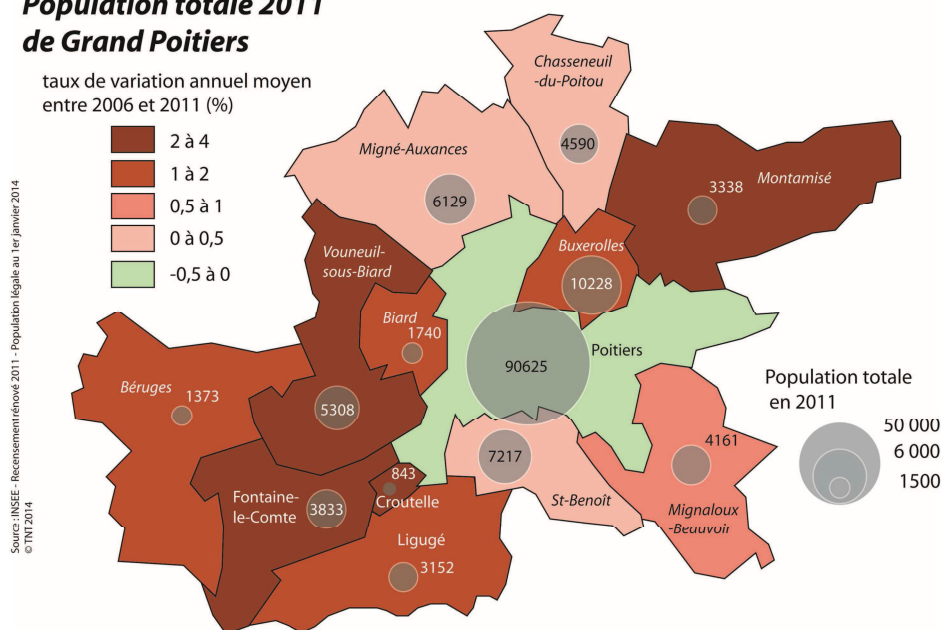 Population totale 2011
de Grand Poitiers
taux de variation annuel moyen
entre 2006 et 2011 (%)
2 à 4
1 à 2
0,5 à 1
0 à 0,5
-0,5 à 0
Chasseneuil
-du-Poitou
4590
Migné-Auxances
6129
Montamisé
3338
Vouneuil-
sous-Biard
5308
Buxerolles
10228
Biard
1740
Poitiers
90625
Béruges
1373
Population totale
en 2011
50 000
6 000
1500
7217
St-Benoît
4161
Mignaloux
-Beauvoir
843
Croutelle
Fontaine-
le-Comte
3833
Ligugé
3152
Source : INSEE - Recensement rénové 2011 - Population légale au 1er janvier 2014
© TNT 2014